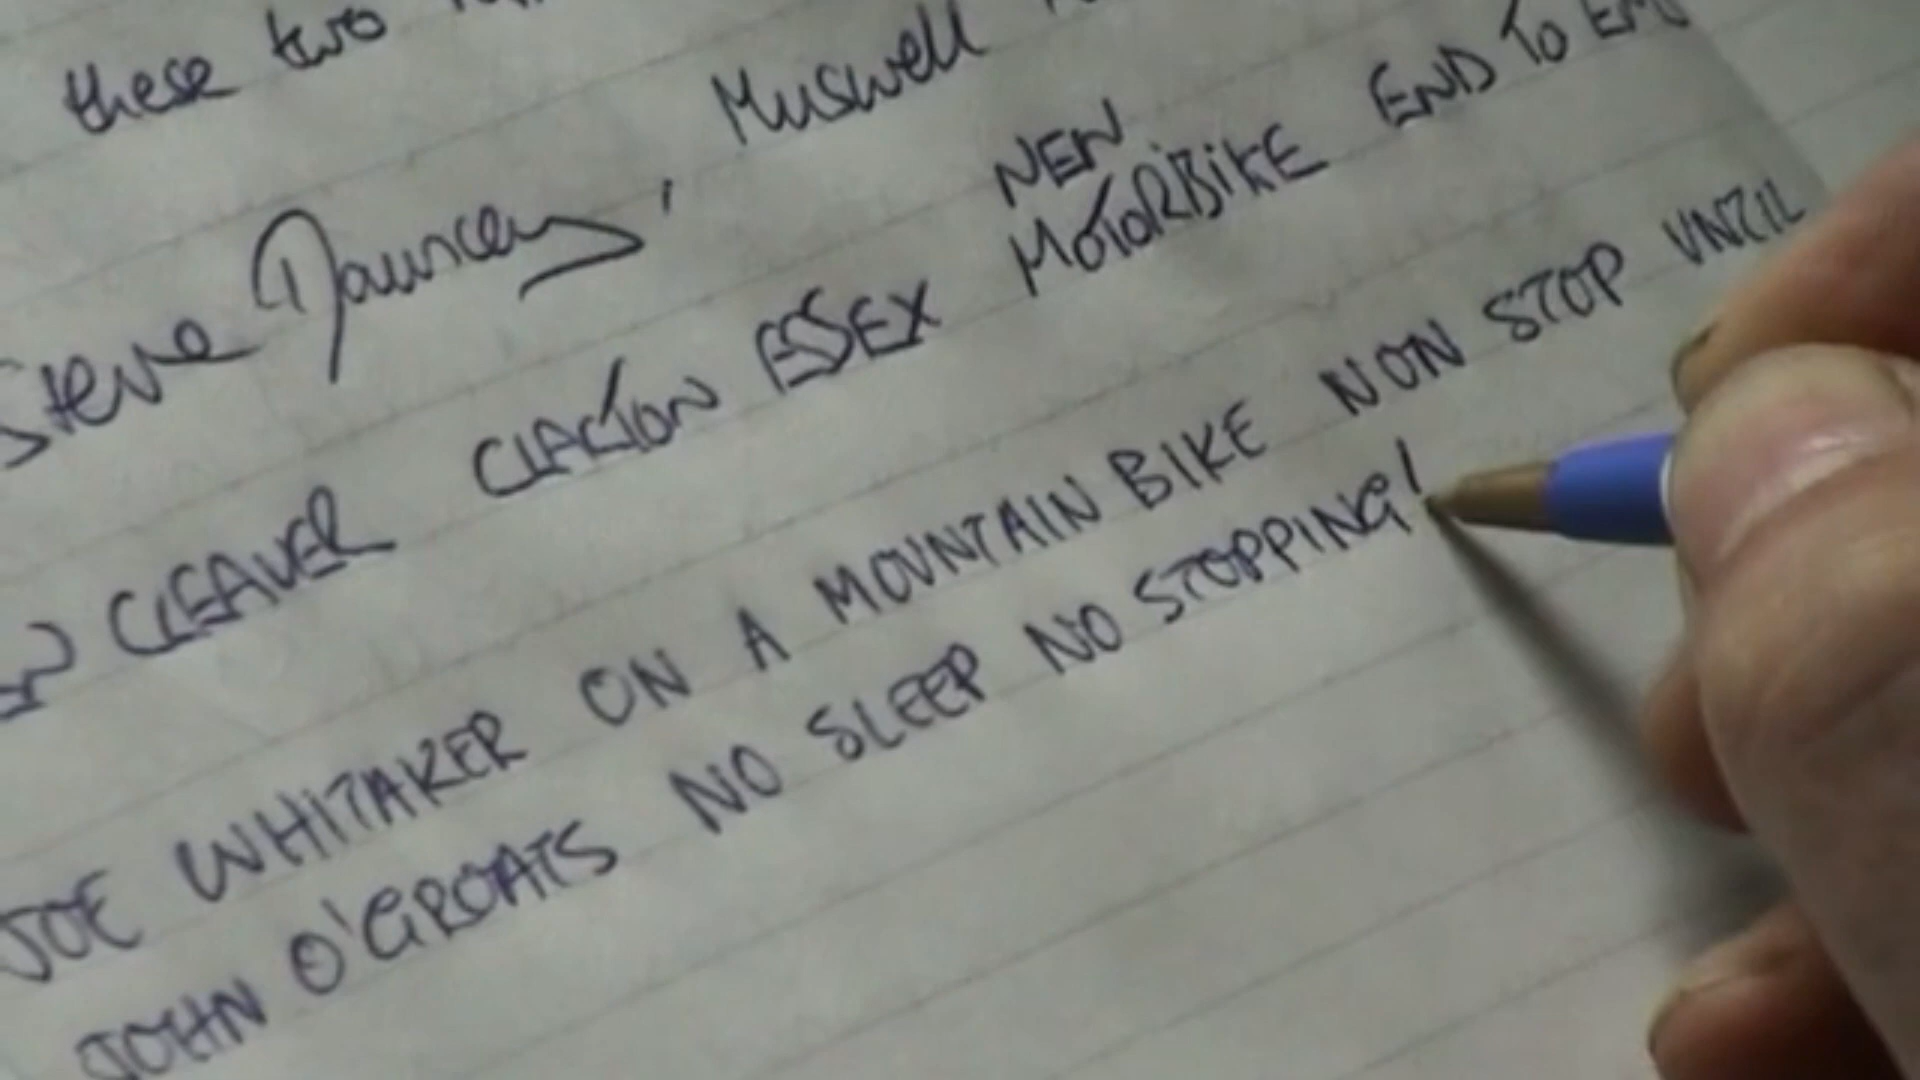 these two
Steve Dauncey, Muswell
NEW
CLEAVER CLACTON ESSEX MOTORBIKE END TO END
JOE WHITAKER ON A MOUNTAIN BIKE NON STOP UNTIL
JOHN O'GROATS NO SLEEP NO STOPPING!